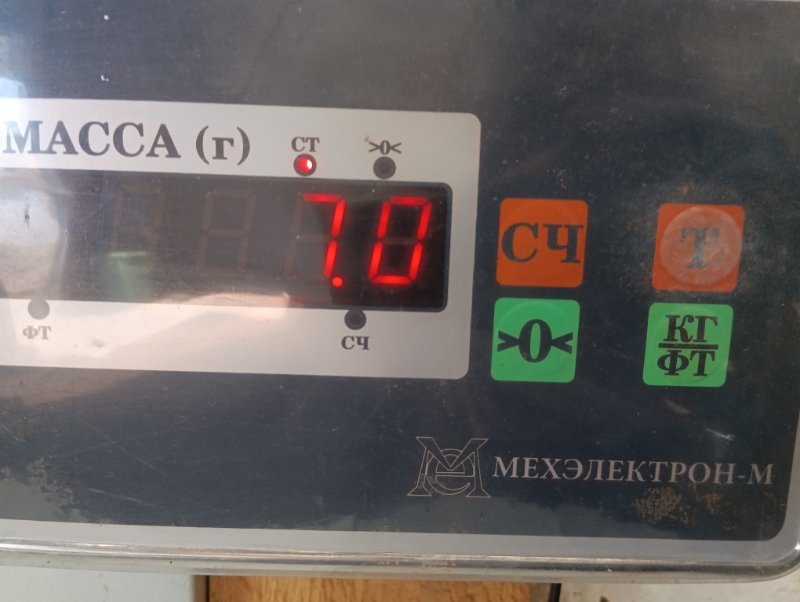 МАССА (г)
СТ
>0<
7.0
ФТ
СЧ
СЧ
Т
>0<
КГ
ФТ
МЕХЭЛЕКТРОН-М